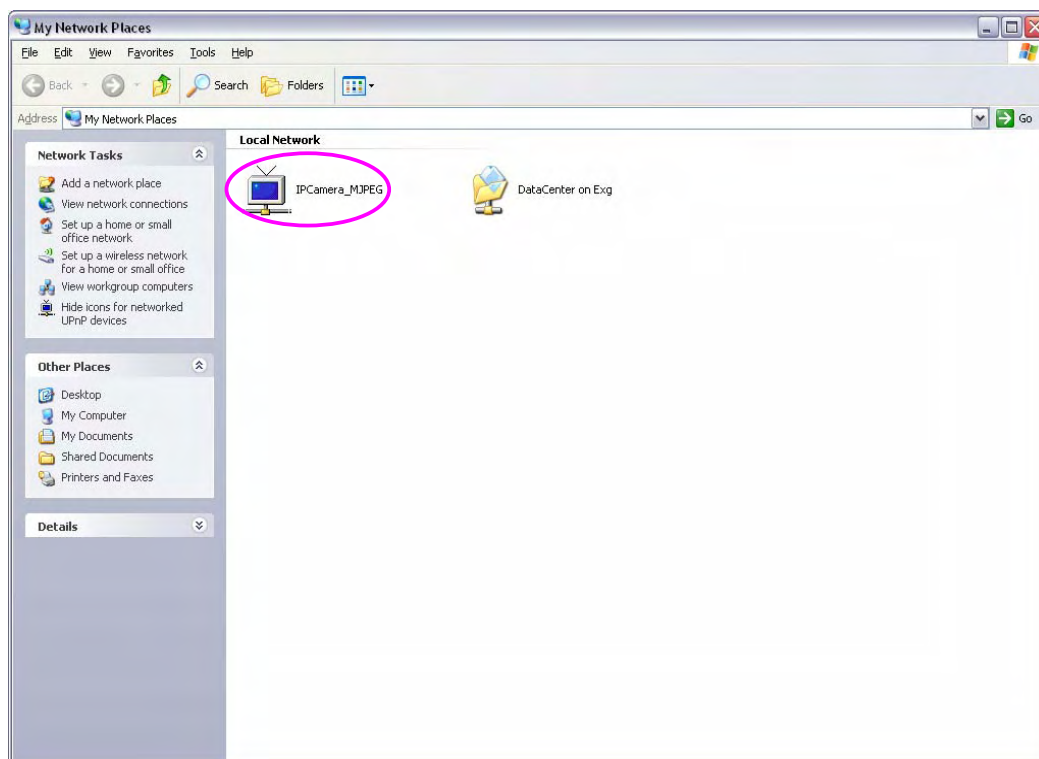 My Network Places
File Edit View Favorites Tools Help
Back Search Folders
Address My Network Places Go
Network Tasks
Add a network place
View network connections
Set up a home or small
office network
Set up a wireless network
for a home or small office
View workgroup computers
Hide icons for networked
UPnP devices
Other Places
Desktop
My Computer
My Documents
Shared Documents
Printers and Faxes
Details
Local Network
IPCamera_MJPEG DataCenter on Exg